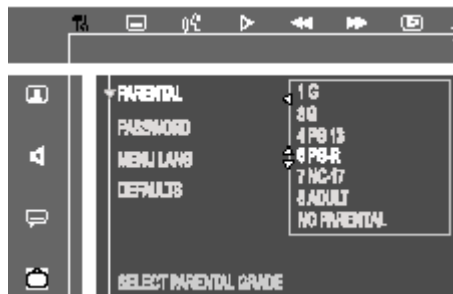 PARENTAL
PASSWORD
MENU LANG
DEFAULTS
1 G
3 G
4 PG 13
6 PG-R
7 NC-17
8 ADULT
NO PARENTAL
SELECT PARENTAL GRADE